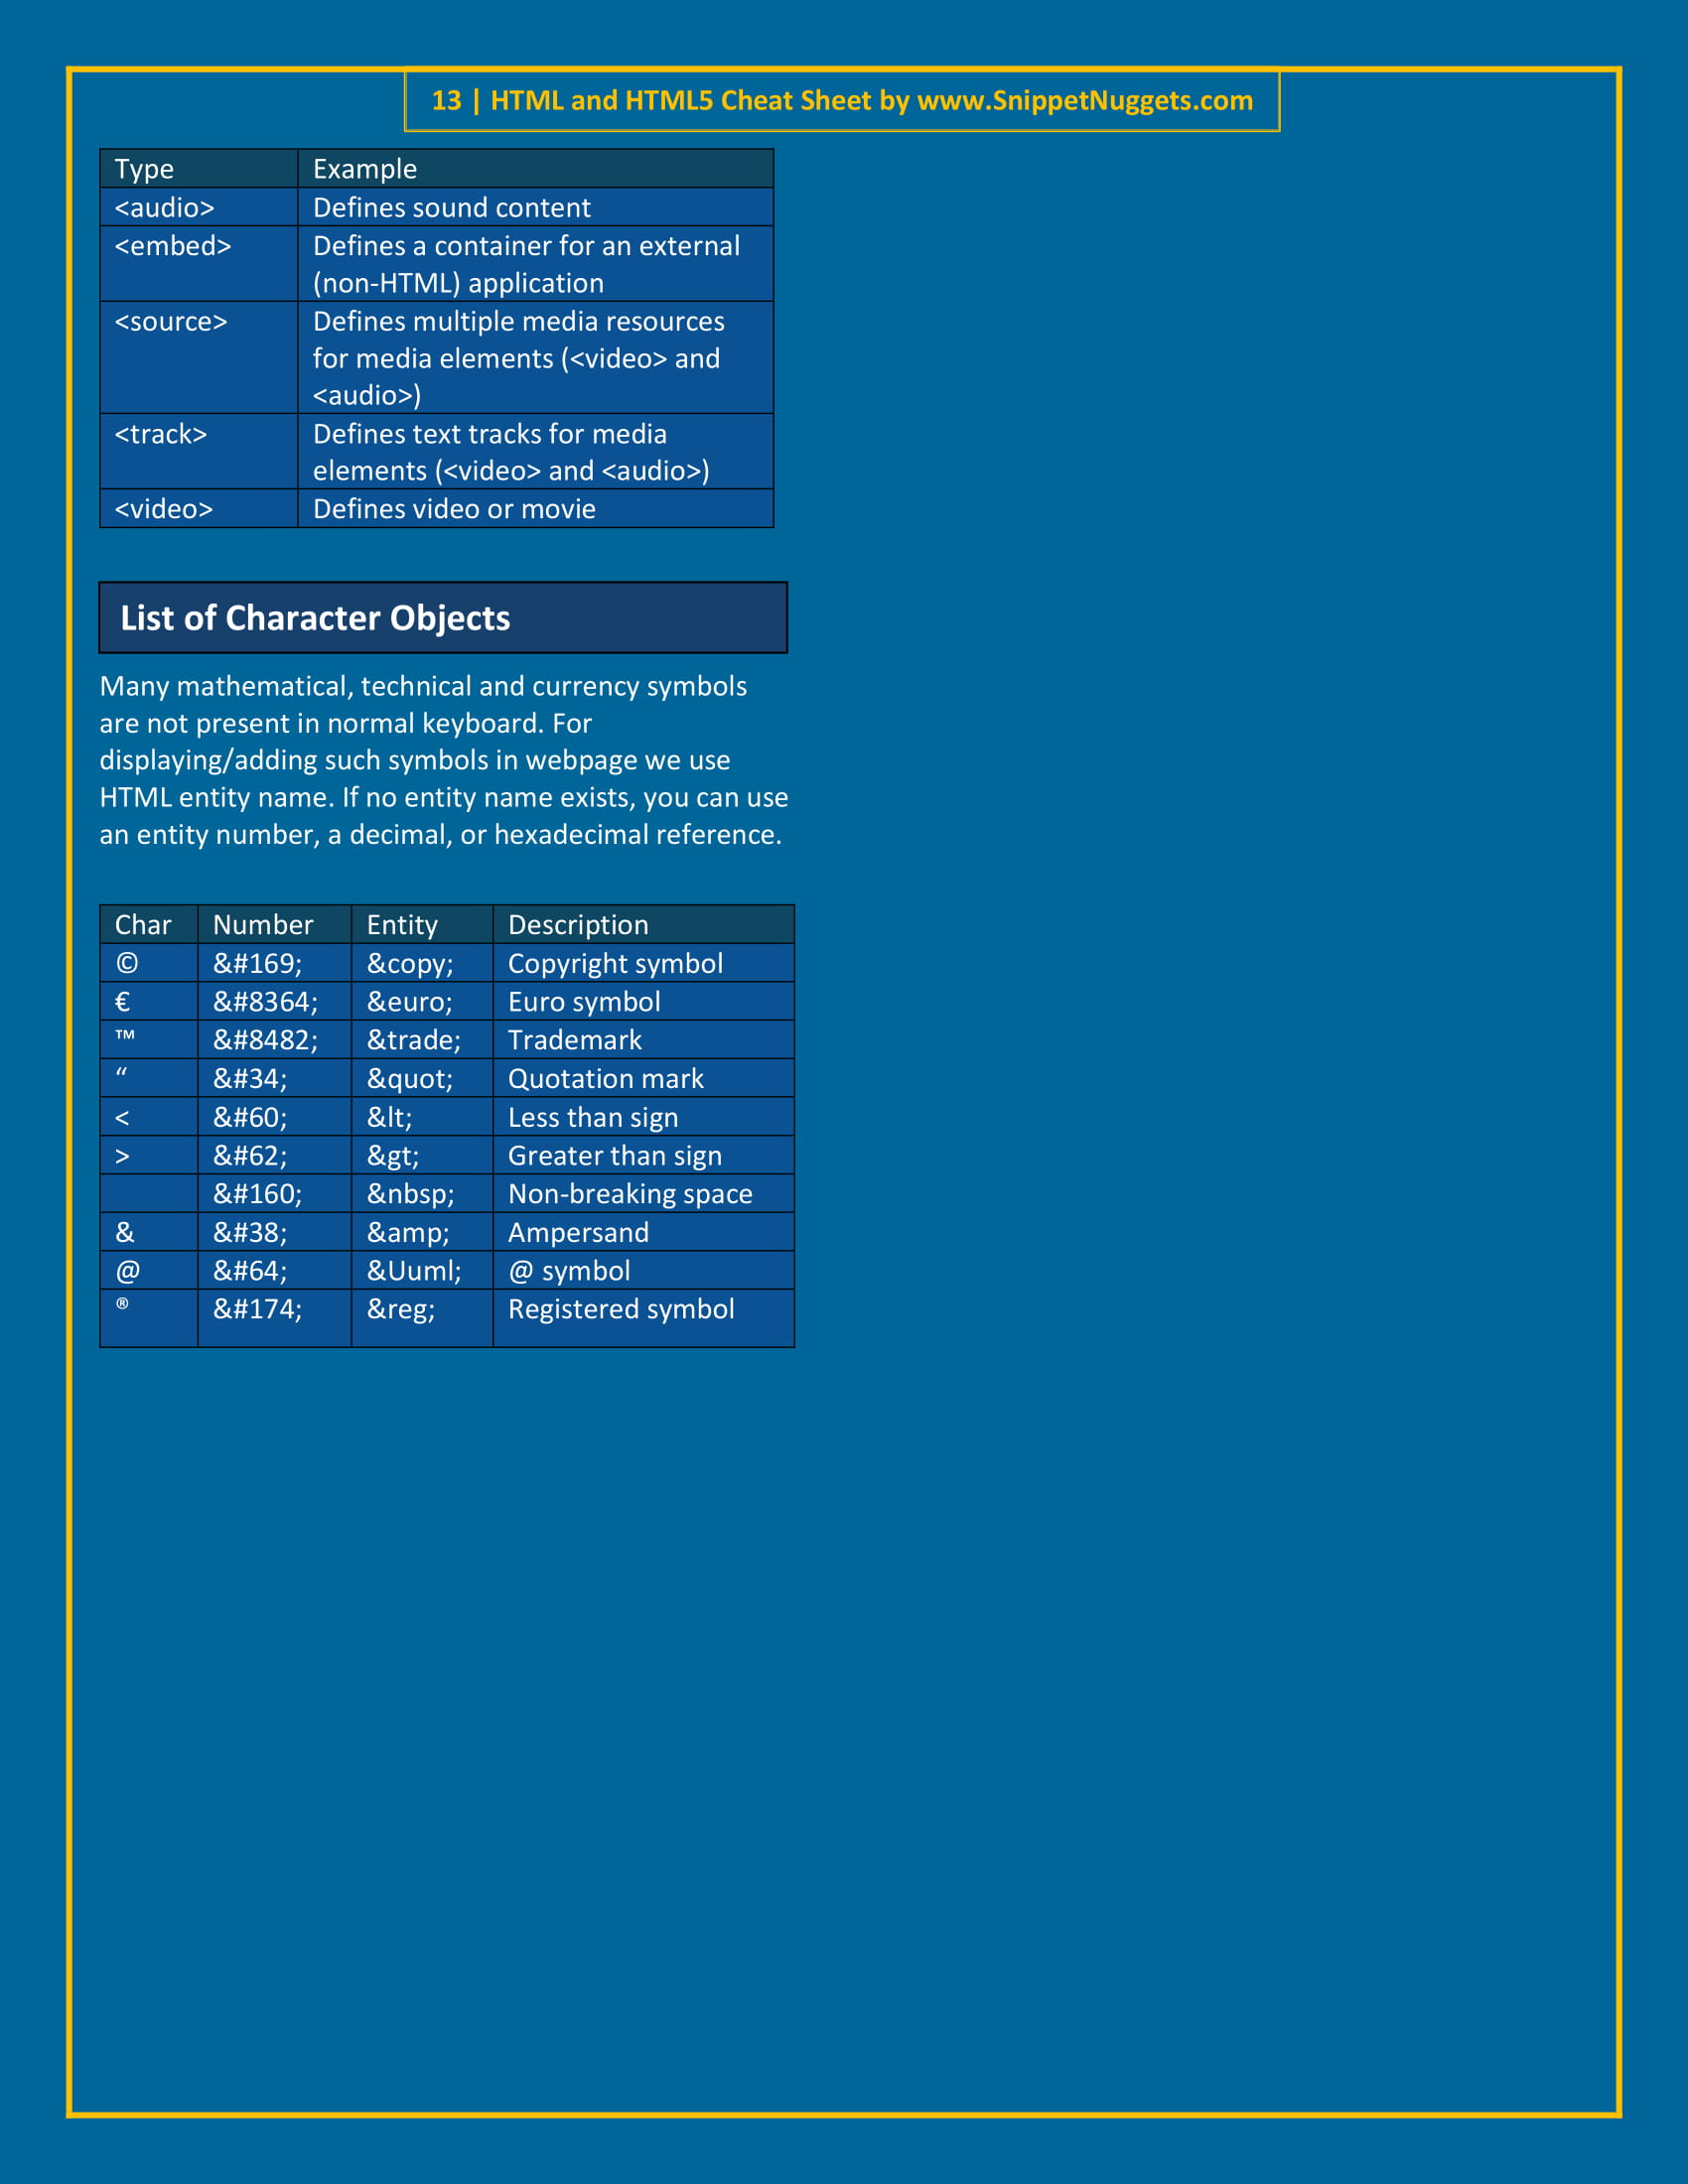 13 | HTML and HTML5 Cheat Sheet by www.SnippetNuggets.com
Type Example
<audio> Defines sound content
<embed> Defines a container for an external
(non-HTML) application
<source> Defines multiple media resources
for media elements (<video> and
<audio>)
<track> Defines text tracks for media
elements (<video> and <audio>)
<video> Defines video or movie
List of Character Objects
Many mathematical, technical and currency symbols
are not present in normal keyboard. For
displaying/adding such symbols in webpage we use
HTML entity name. If no entity name exists, you can use
an entity number, a decimal, or hexadecimal reference.
Char Number Entity Description
© &#169; &copy; Copyright symbol
€ &#8364; &euro; Euro symbol
™ &#8482; &trade; Trademark
“ &#34; &quot; Quotation mark
< &#60; &lt; Less than sign
> &#62; &gt; Greater than sign
&#160; &nbsp; Non-breaking space
& &#38; &amp; Ampersand
@ &#64; &Uuml; @ symbol
® &#174; &reg; Registered symbol